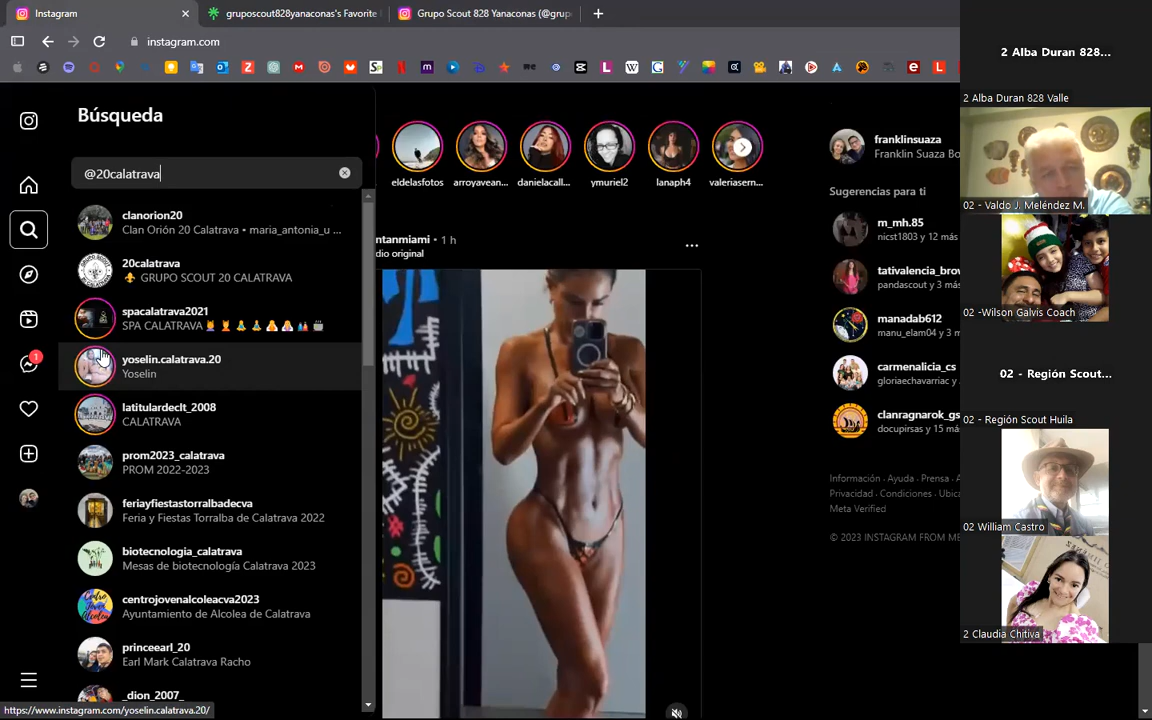 Instagram
gruposcout828yanaconas's Favorite
Grupo Scout 828 Yanaconas (@grup
instagram.com
Búsqueda
@20calatrava
clanorion20
Clan Orión 20 Calatrava • maria_antonia_u ...
20calatrava
GRUPO SCOUT 20 CALATRAVA
spacalatrava2021
SPA CALATRAVA
yoselin.calatrava.20
Yoselin
latitulardeclt_2008
CALATRAVA
prom2023_calatrava
PROM 2022-2023
feriayfiestastorralbadecva
Feria y Fiestas Torralba de Calatrava 2022
biotecnologia_calatrava
Mesas de biotecnología Calatrava 2023
centrojovenalcoleacva2023
Ayuntamiento de Alcolea de Calatrava
princeearl_20
Earl Mark Calatrava Racho
_dion_2007_
1
https://www.instagram.com/yoselin.calatrava.20/
eldelasfotos
arroyavean...
danielacall...
ymuriel2
lanaph4
valeriasern...
ntanmiami • 1 h
dio original
franklinsuaza
Franklin Suaza Bo
Sugerencias para ti
m_mh.85
nicst1803 y 12 más
tativalencia_brov
pandascout y 3 más
manadab612
manu_elam04 y 3 m
carmenalicia_cs
gloriaechavarriac y
clanragnarok_gs
docupirsas y 15 más
Información · Ayuda · Prensa · A
Privacidad · Condiciones · Ubica
Meta Verified
© 2023 INSTAGRAM FROM ME
2 Alba Duran 828...
2 Alba Duran 828 Valle
02 - Valdo J. Meléndez M.
02 -Wilson Galvis Coach
02 - Región Scout...
02 - Región Scout Huila
02 William Castro
2 Claudia Chitiva